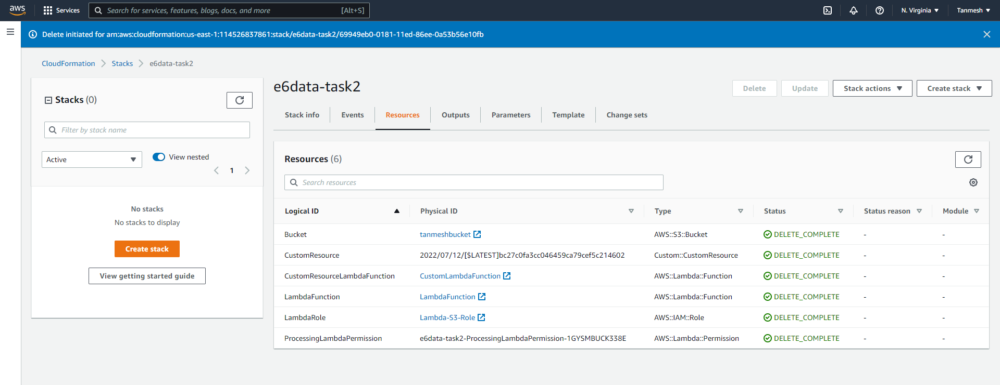 aws Services Search for services, features, blogs, docs, and more [Alt+S] N. Virginia Tanmesh
Delete initiated for arn:aws:cloudformation:us-east-1:114526837861:stack/e6data-task2/69949eb0-0181-11ed-86ee-0a53b56e10fb
CloudFormation Stacks e6data-task2
Stacks (0)
Filter by stack name
Active View nested
1
No stacks
No stacks to display
Create stack
View getting started guide
e6data-task2
Delete Update Stack actions Create stack
Stack info Events Resources Outputs Parameters Template Change sets
Resources (6)
Search resources
Logical ID Physical ID Type Status Status reason Module
Bucket tanmeshbucket AWS::S3::Bucket DELETE_COMPLETE - -
CustomResource 2022/07/12/[$LATEST]bc27c0fa3cc046459ca79cef5c214602 Custom::CustomResource DELETE_COMPLETE - -
CustomResourceLambdaFunction CustomLambdaFunction AWS::Lambda::Function DELETE_COMPLETE - -
LambdaFunction LambdaFunction AWS::Lambda::Function DELETE_COMPLETE - -
LambdaRole Lambda-S3-Role AWS::IAM::Role DELETE_COMPLETE - -
ProcessingLambdaPermission e6data-task2-ProcessingLambdaPermission-1GYSMBUCK338E AWS::Lambda::Permission DELETE_COMPLETE - -